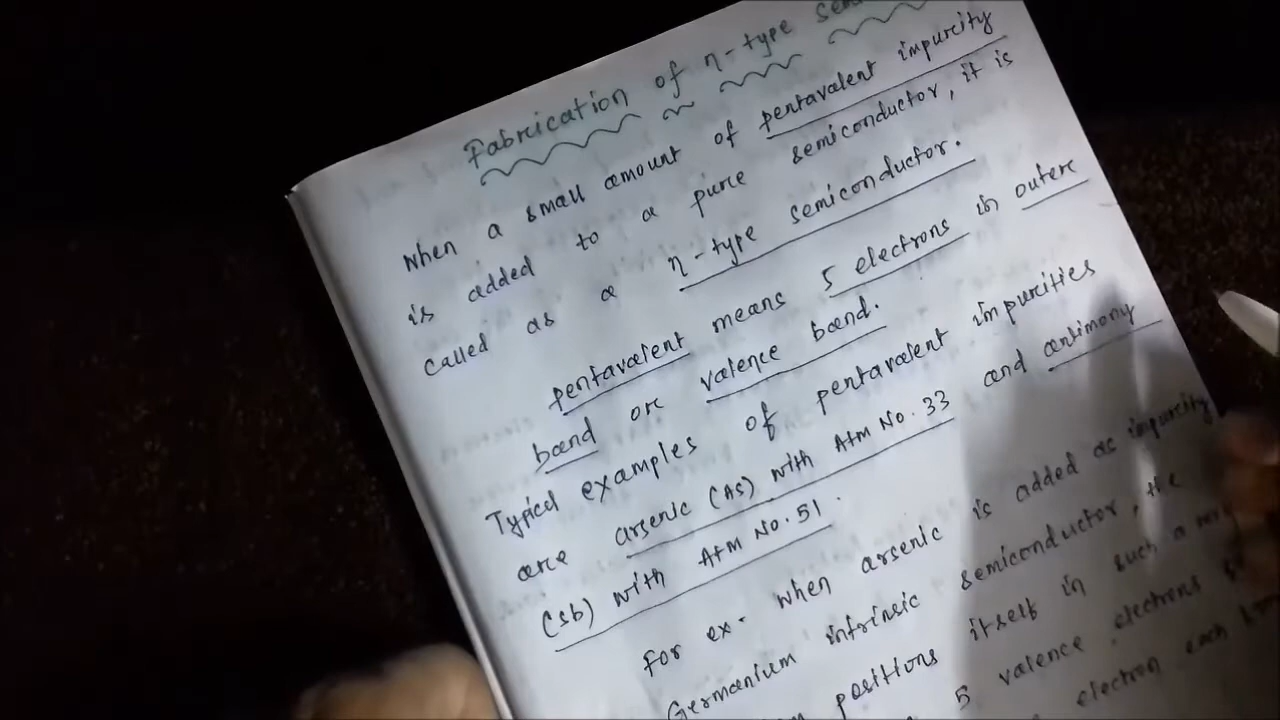 Fabrication of n-type
When a small amount of pentavalent impurity
is added to a pure semiconductor, it is
called as a n-type semiconductor.
pentavalent means 5 electrons in outer
band or valence band.
Typical examples of pentavalent impurities
are arsenic (As) with Atm No. 33 and antimony
(Sb) with Atm No. 51.
For ex- when arsenic is added as impurity
Germanium intrinsic semiconductor, the
positions itself in such a
5 valence electrons
electron each